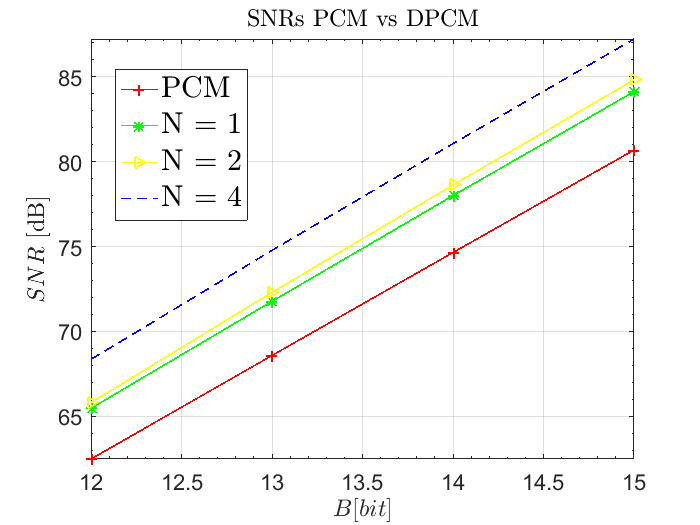 SNRs PCM vs DPCM
PCM
N = 1
N = 2
N = 4
SNR [dB]
85
80
75
70
65
12 12.5 13 13.5 14 14.5 15
B[bit]